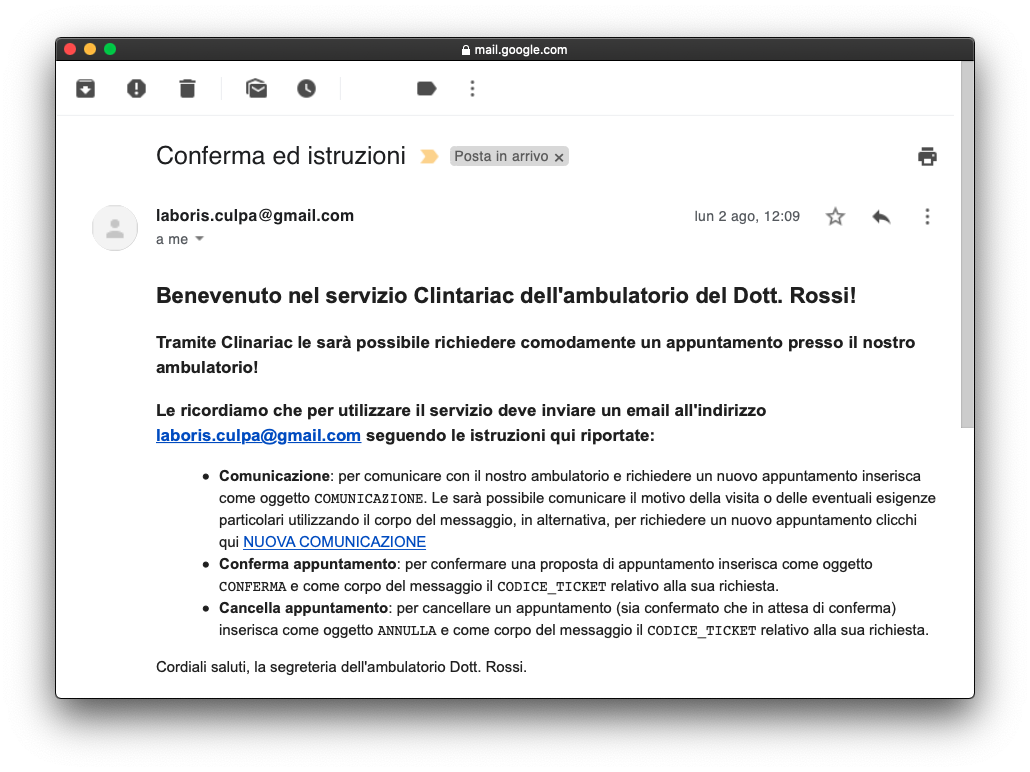 mail.google.com
Conferma ed istruzioni
Posta in arrivo ×
laboris.culpa@gmail.com
lun 2 ago, 12:09
a me
Benevenuto nel servizio Clintariac dell'ambulatorio del Dott. Rossi!
Tramite Clinariac le sarà possibile richiedere comodamente un appuntamento presso il nostro
ambulatorio!
Le ricordiamo che per utilizzare il servizio deve inviare un email all'indirizzo
laboris.culpa@gmail.com seguendo le istruzioni qui riportate:
• Comunicazione: per comunicare con il nostro ambulatorio e richiedere un nuovo appuntamento inserisca
come oggetto COMUNICAZIONE. Le sarà possibile comunicare il motivo della visita o delle eventuali esigenze
particolari utilizzando il corpo del messaggio, in alternativa, per richiedere un nuovo appuntamento clicchi
qui NUOVA COMUNICAZIONE
• Conferma appuntamento: per confermare una proposta di appuntamento inserisca come oggetto
CONFERMA e come corpo del messaggio il CODICE_TICKET relativo alla sua richiesta.
• Cancella appuntamento: per cancellare un appuntamento (sia confermato che in attesa di conferma)
inserisca come oggetto ANNULLA e come corpo del messaggio il CODICE_TICKET relativo alla sua richiesta.
Cordiali saluti, la segreteria dell'ambulatorio Dott. Rossi.